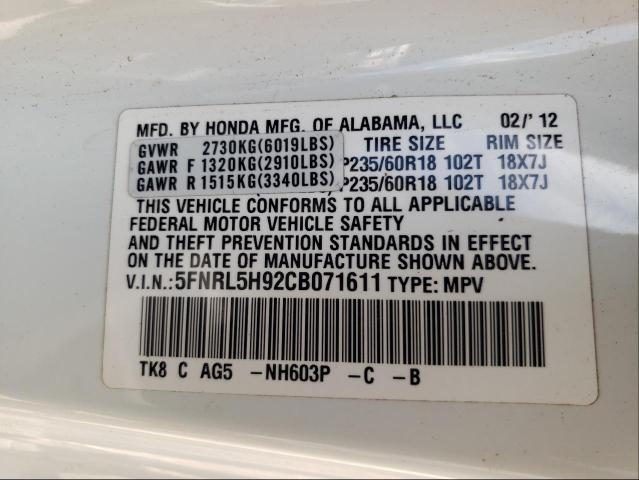 MFD. BY HONDA MFG. OF ALABAMA, LLC 02/'12
GVWR 2730KG(6019LBS) TIRE SIZE RIM SIZE
GAWR F 1320KG(2910LBS) P235/60R18 102T 18X7J
GAWR R 1515KG(3340LBS) P235/60R18 102T 18X7J
THIS VEHICLE CONFORMS TO ALL APPLICABLE
FEDERAL MOTOR VEHICLE SAFETY
AND THEFT PREVENTION STANDARDS IN EFFECT
ON THE DATE OF MANUFACTURE SHOWN ABOVE.
V.I.N.:5FNRL5H92CB071611 TYPE: MPV
TK8 C AG5 -NH603P -C -B